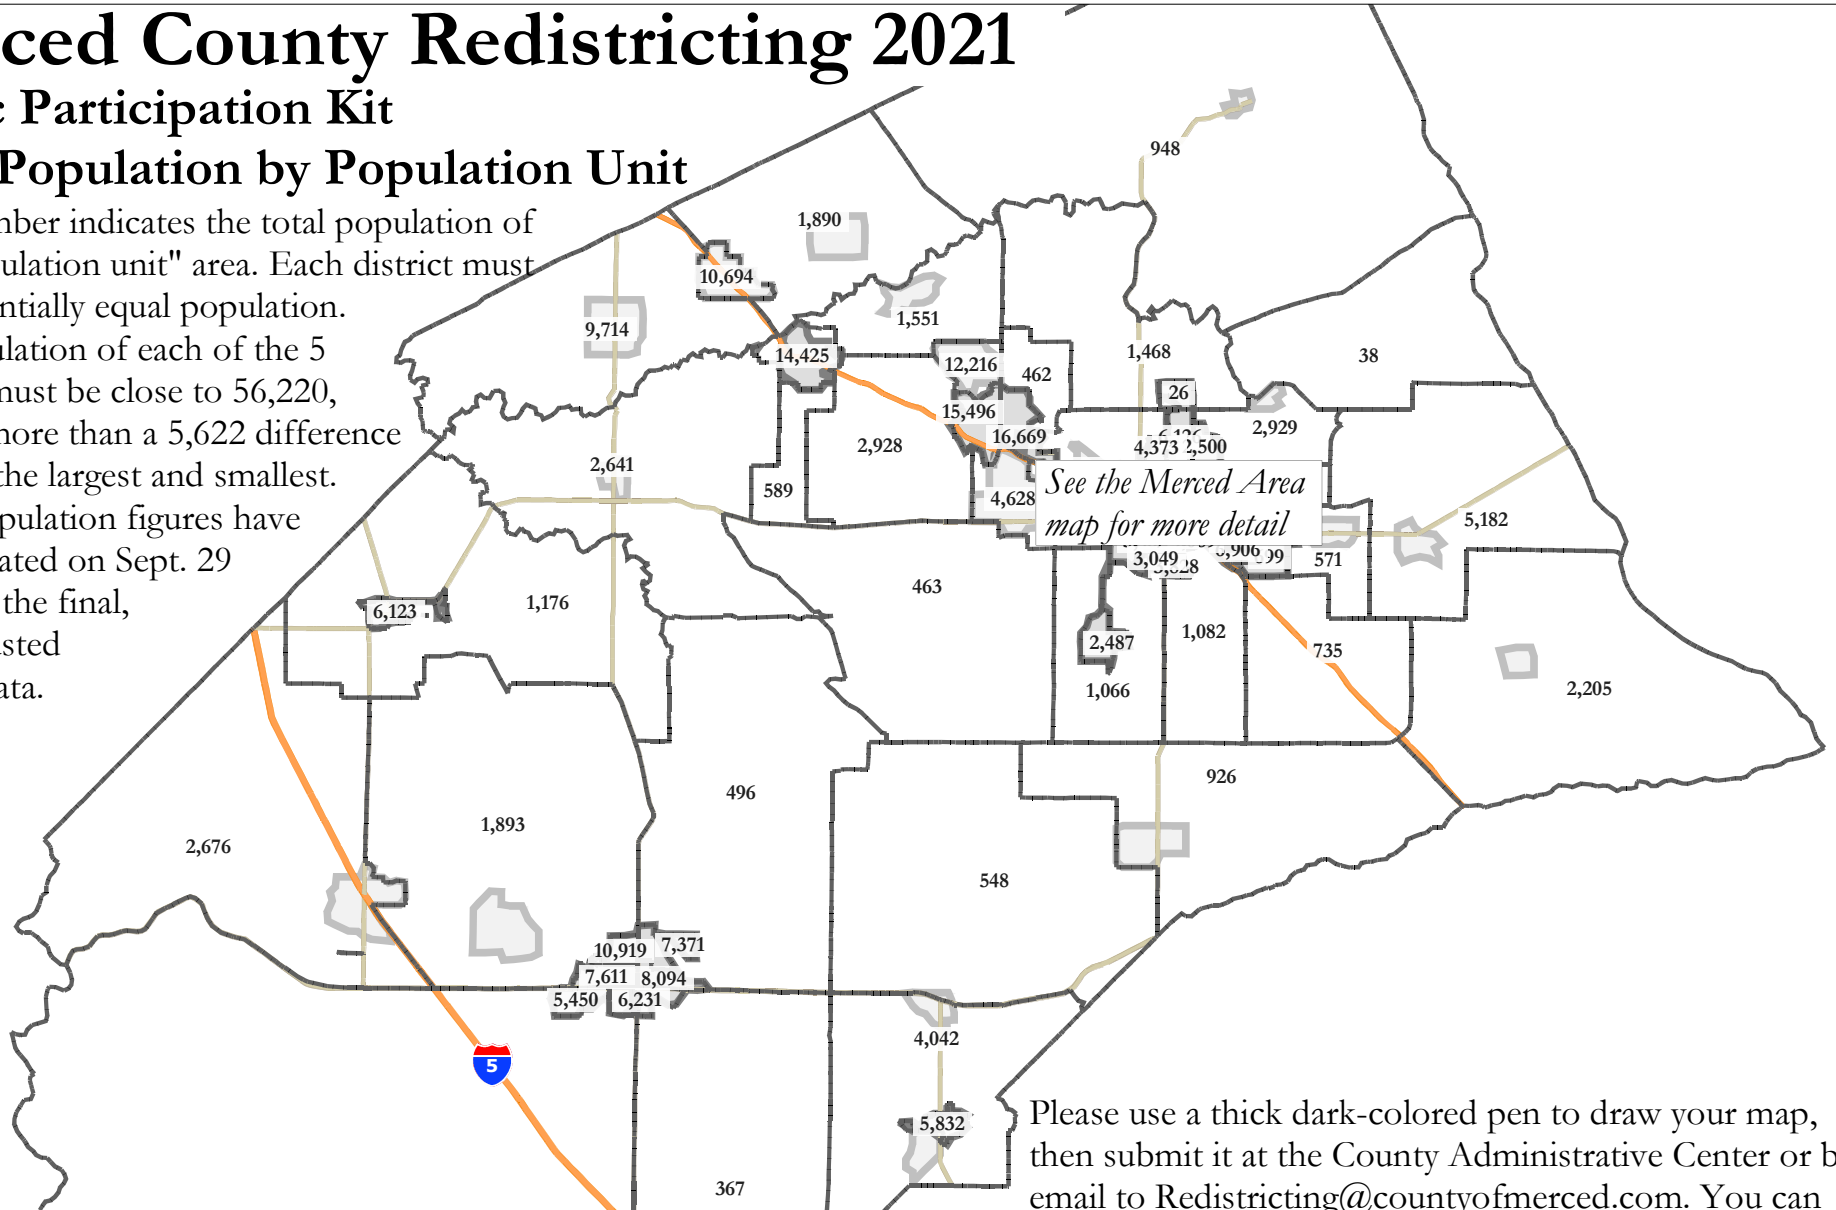 ced County Redistricting 2021
Participation Kit
Population by Population Unit
nber indicates the total population of
ulation unit" area. Each district must
ntially equal population.
ulation of each of the 5
must be close to 56,220,
more than a 5,622 difference
the largest and smallest.
pulation figures have
ated on Sept. 29
the final,
usted
ata.
948
1,890
10,694
9,714
1,551
14,425
12,216
462
1,468
38
26
15,496
16,669
2,928
4,373
2,500
2,929
2,641
589
4,628
See the Merced Area
map for more detail
5,182
3,049
571
463
6,123
1,176
2,487
1,082
735
1,066
2,205
496
926
1,893
2,676
548
10,919
7,371
7,611
8,094
5,450
6,231
4,042
5
5,832
367
Please use a thick dark-colored pen to draw your map,
then submit it at the County Administrative Center or b
email to Redistricting@countyofmerced.com. You can